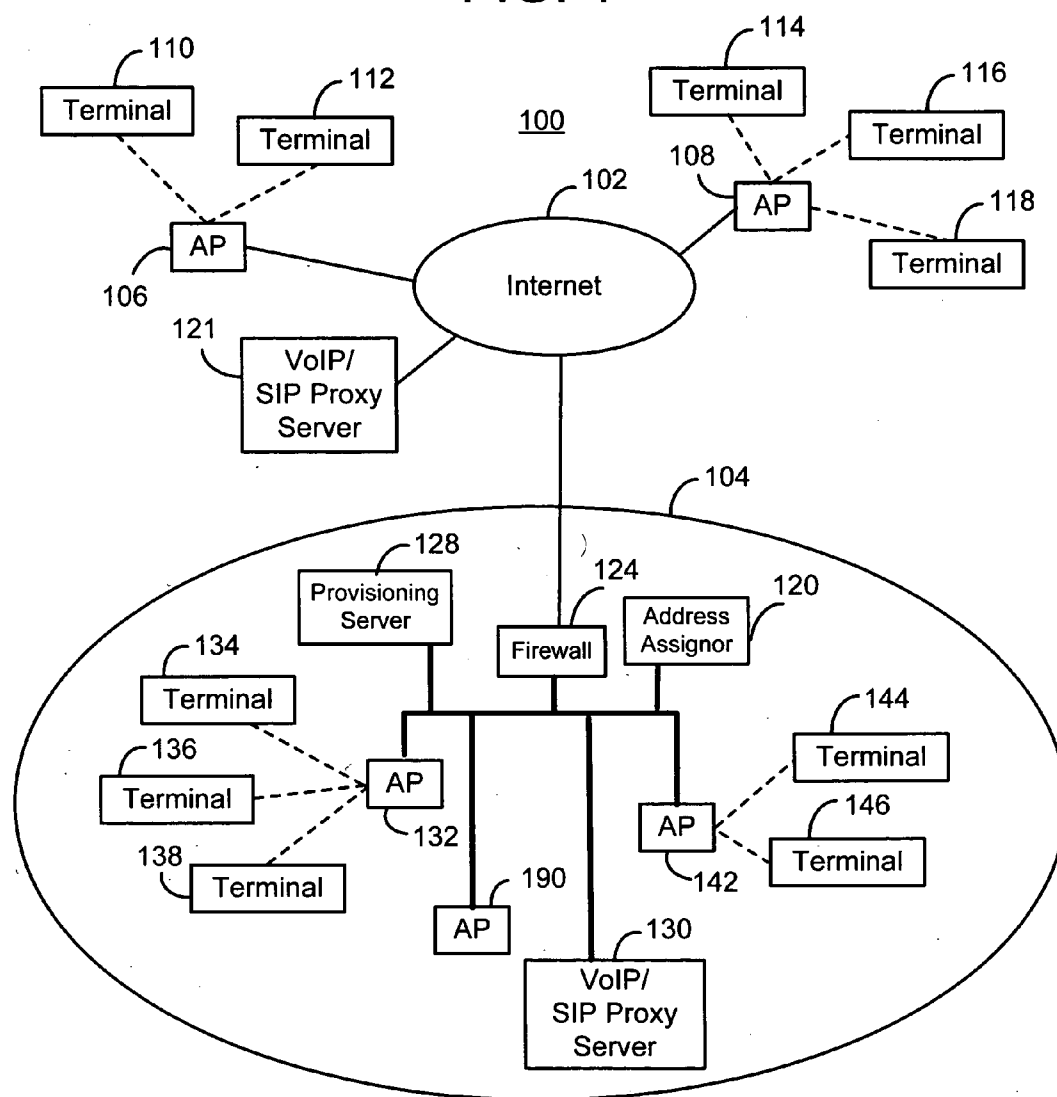 110
Terminal
112
Terminal
100
114
Terminal
116
Terminal
108
AP
118
Terminal
102
Internet
AP
106
121
VoIP/
SIP Proxy
Server
104
128
Provisioning
Server
124
Firewall
120
Address
Assignor
134
Terminal
136
Terminal
138
Terminal
AP
132
190
AP
130
VoIP/
SIP Proxy
Server
AP
142
144
Terminal
146
Terminal